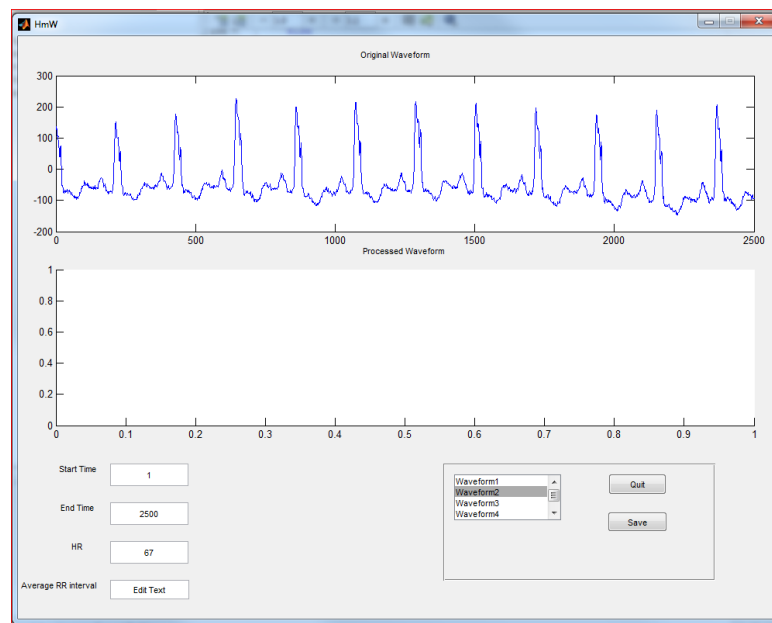 HmW
Original Waveform
300
200
100
0
-100
-200
0 500 1000 1500 2000 2500
Processed Waveform
1
0.8
0.6
0.4
0.2
0
0 0.1 0.2 0.3 0.4 0.5 0.6 0.7 0.8 0.9 1
Start Time 1
End Time 2500
HR 67
Average RR interval Edit Text
Waveform1
Waveform2
Waveform3
Waveform4
Quit
Save